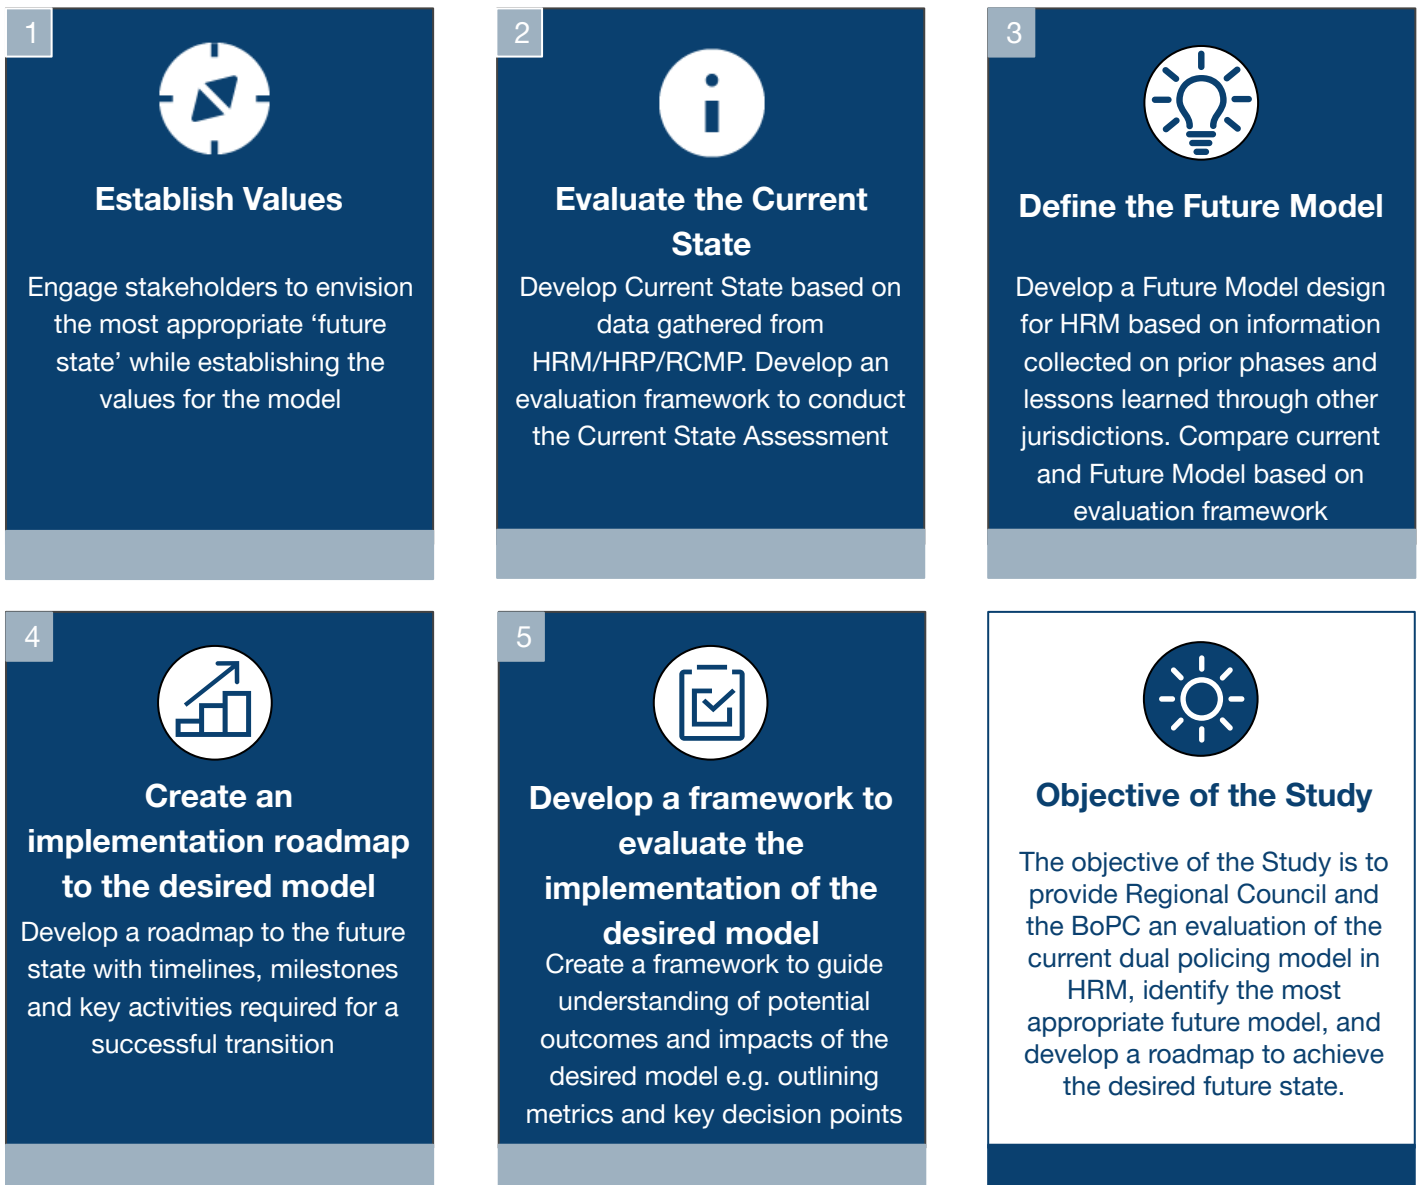 1
Establish Values
Engage stakeholders to envision
the most appropriate ‘future
state’ while establishing the
values for the model
2
Evaluate the Current
State
Develop Current State based on
data gathered from
HRM/HRP/RCMP. Develop an
evaluation framework to conduct
the Current State Assessment
3
Define the Future Model
Develop a Future Model design
for HRM based on information
collected on prior phases and
lessons learned through other
jurisdictions. Compare current
and Future Model based on
evaluation framework
4
Create an
implementation roadmap
to the desired model
Develop a roadmap to the future
state with timelines, milestones
and key activities required for a
successful transition
5
Develop a framework to
evaluate the
implementation of the
desired model
Create a framework to guide
understanding of potential
outcomes and impacts of the
desired model e.g. outlining
metrics and key decision points
Objective of the Study
The objective of the Study is to
provide Regional Council and
the BoPC an evaluation of the
current dual policing model in
HRM, identify the most
appropriate future model, and
develop a roadmap to achieve
the desired future state.